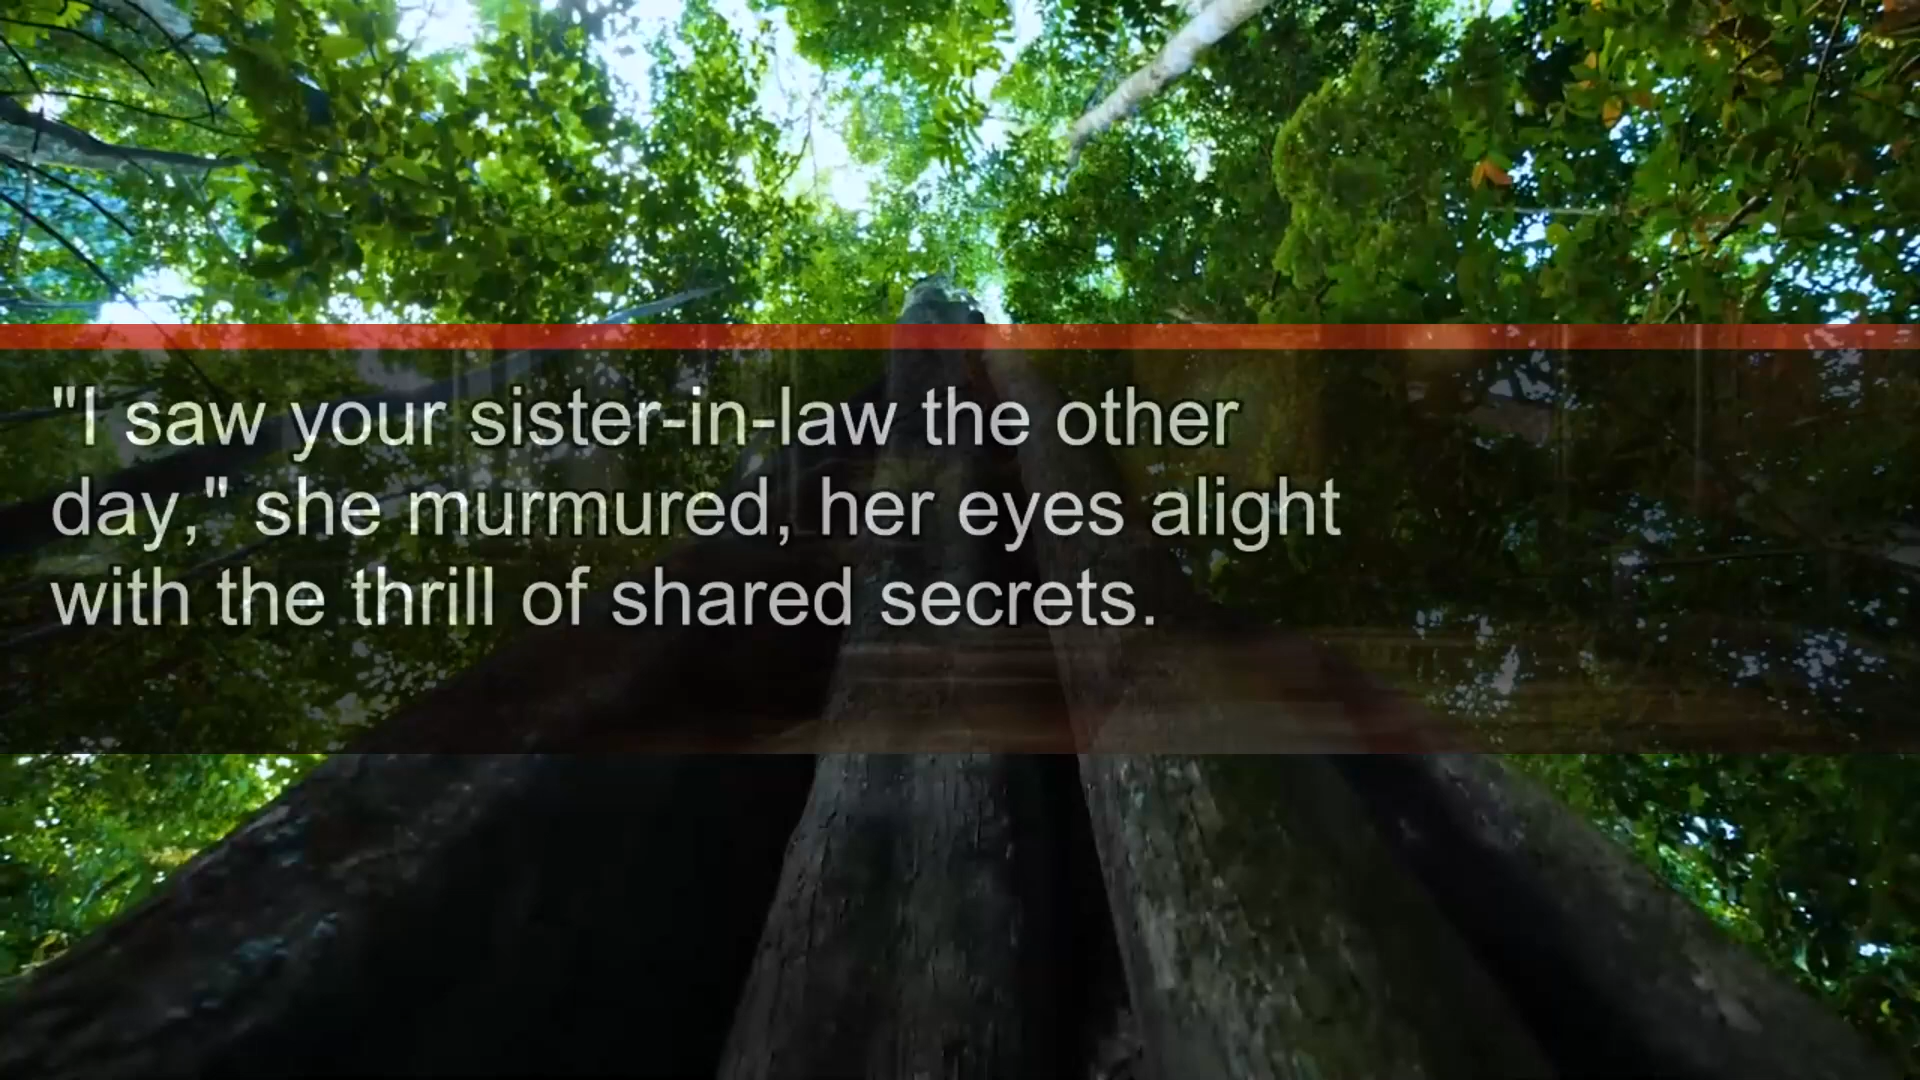 "I saw your sister-in-law the other
day," she murmured, her eyes alight
with the thrill of shared secrets.